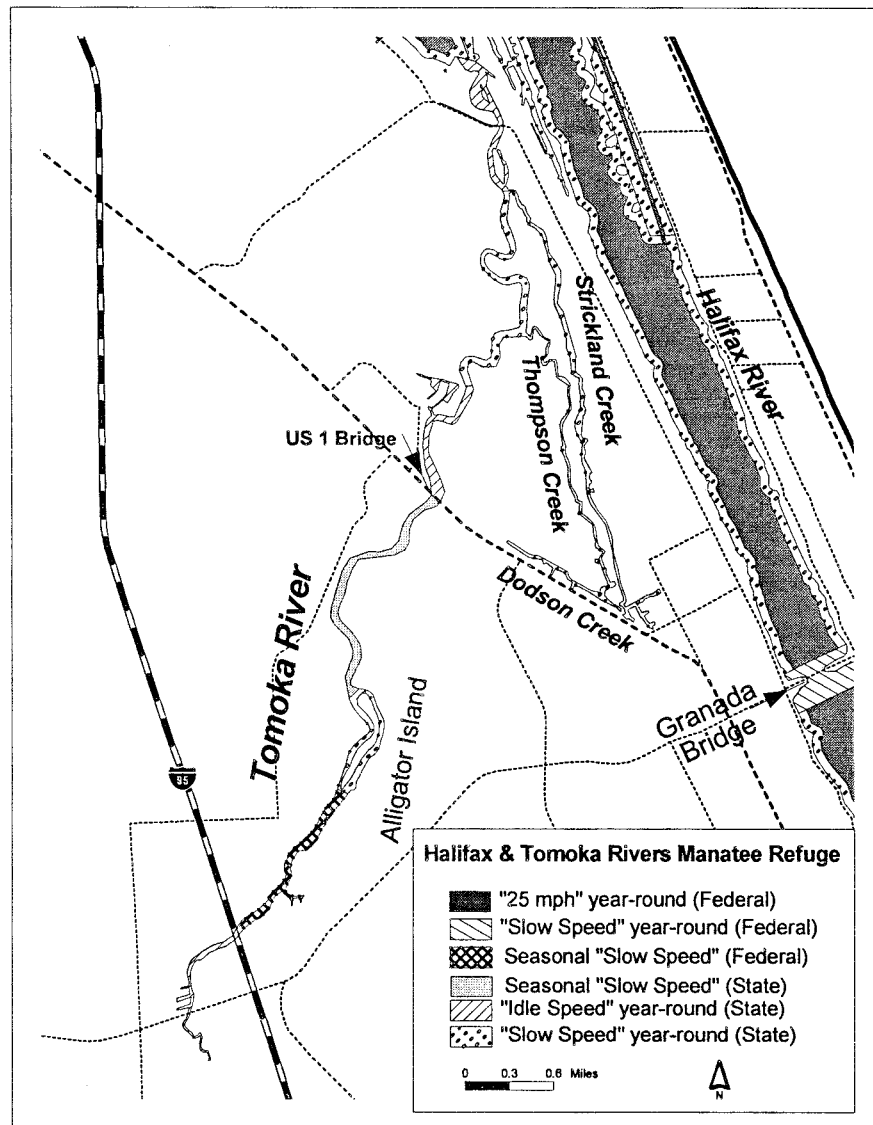 Halifax River
Strickland Creek
Thompson Creek
US 1 Bridge
Dodson Creek
Tomoka River
Granada
Bridge
Alligator Island
95
Halifax & Tomoka Rivers Manatee Refuge
"25 mph" year-round (Federal)
"Slow Speed" year-round (Federal)
Seasonal "Slow Speed" (Federal)
Seasonal "Slow Speed" (State)
"Idle Speed" year-round (State)
"Slow Speed" year-round (State)
0 0.3 0.6 Miles
N